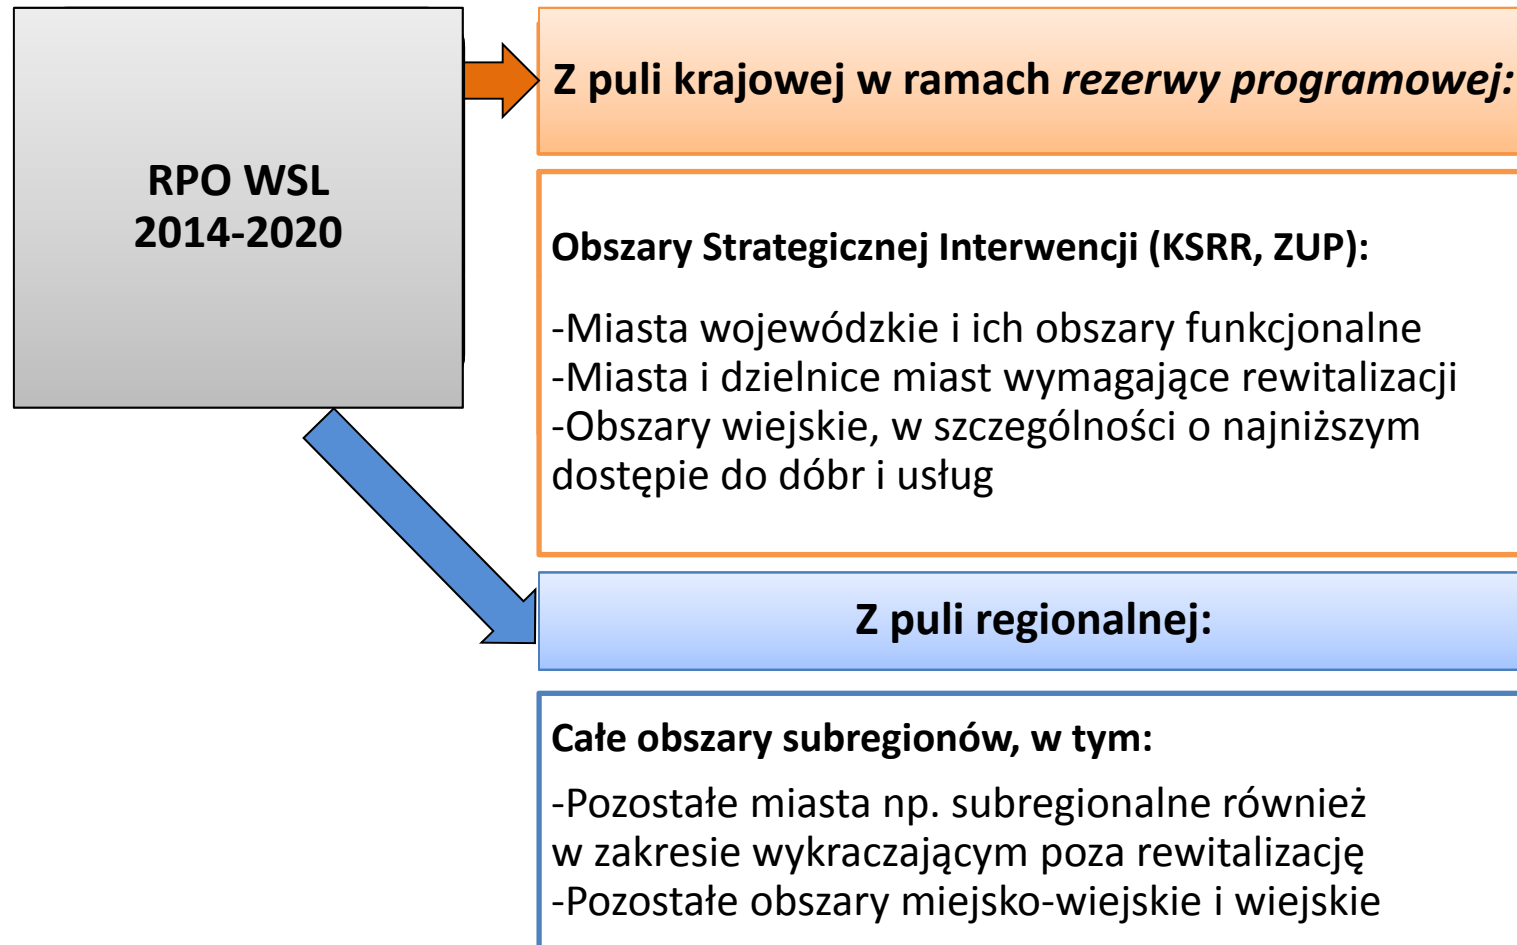 RPO WSL
2014-2020
Z puli krajowej w ramach rezerwy programowej:
Obszary Strategicznej Interwencji (KSRR, ZUP):
-Miasta wojewódzkie i ich obszary funkcjonalne
-Miasta i dzielnice miast wymagające rewitalizacji
-Obszary wiejskie, w szczególności o najniższym
dostępie do dóbr i usług
Z puli regionalnej:
Całe obszary subregionów, w tym:
-Pozostałe miasta np. subregionalne również
w zakresie wykraczającym poza rewitalizację
-Pozostałe obszary miejsko-wiejskie i wiejskie